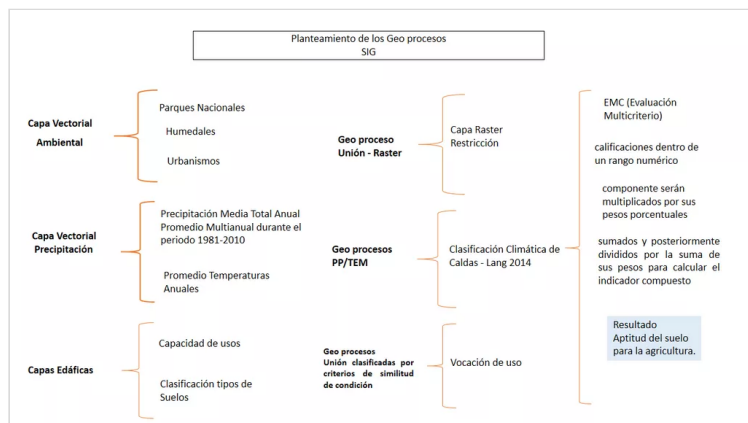 Planteamiento de los Geo procesos
SIG
Capa Vectorial
Ambiental
Parques Nacionales
Humedales
Urbanismos
Capa Vectorial
Precipitación
Precipitación Media Total Anual
Promedio Multianual durante el
periodo 1981-2010
Promedio Temperaturas
Anuales
Capas Edáficas
Capacidad de usos
Clasificación tipos de
Suelos
Geo proceso
Unión - Raster
Capa Raster
Restricción
Geo procesos
PP/TEM
Clasificación Climática de
Caldas - Lang 2014
Geo procesos
Unión clasificadas por
criterios de similitud
de condición
Vocación de uso
EMC (Evaluación
Multicriterio)
calificaciones dentro de
un rango numérico
componente serán
multiplicados por sus
pesos porcentuales
sumados y posteriormente
divididos por la suma de
sus pesos para calcular el
indicador compuesto
Resultado
Aptitud del suelo
para la agricultura.